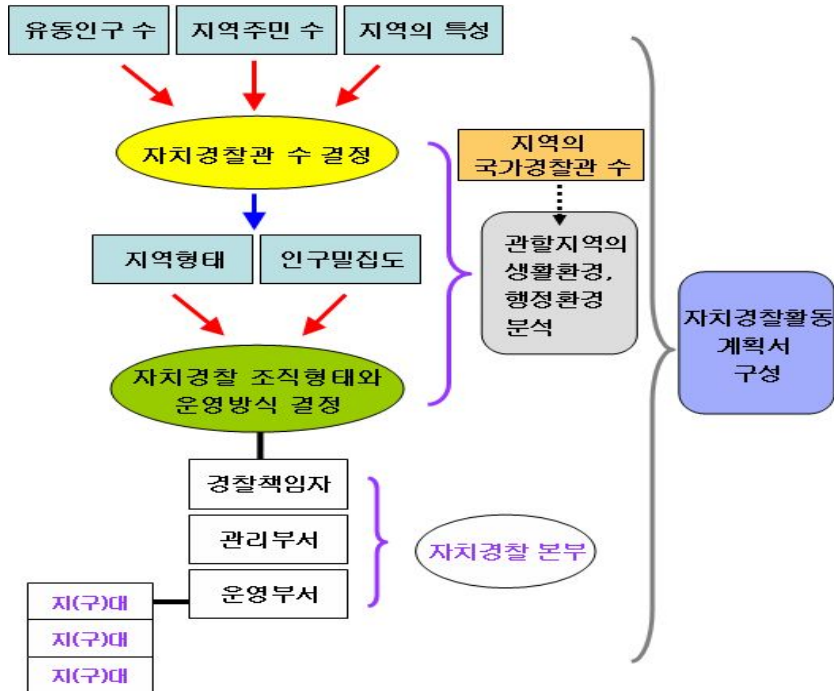 유동인구 수
지역주민 수
지역의 특성
자치경찰관 수 결정
지역의
국가경찰관 수
지역형태
인구밀집도
관할지역의
생활환경,
행정환경
분석
자치경찰활동
계획서
구성
자치경찰 조직형태와
운영방식 결정
경찰책임자
관리부서
운영부서
자치경찰 본부
지(구)대
지(구)대
지(구)대